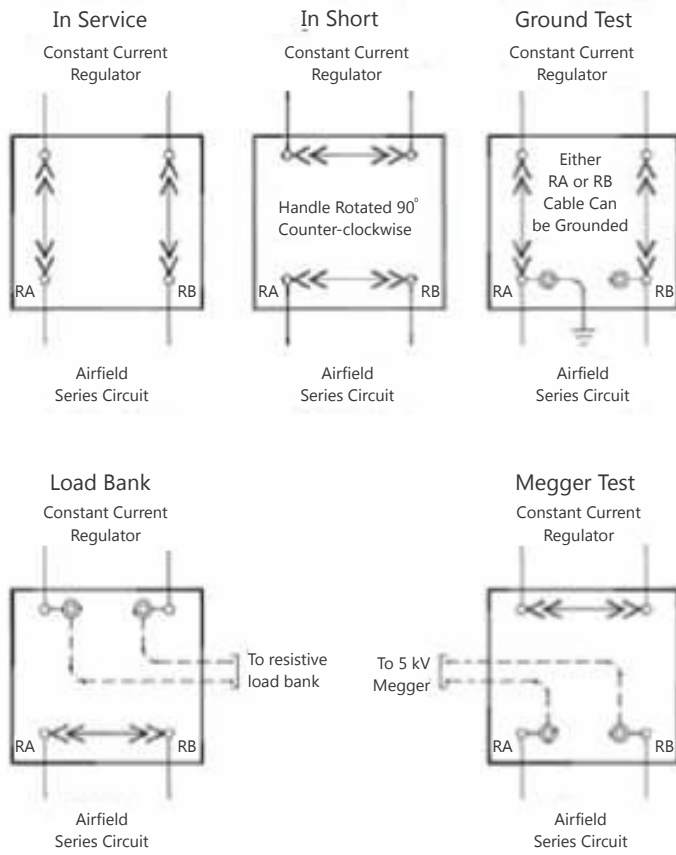 In Service
Constant Current
Regulator
RA
RB
Airfield
Series Circuit
In Short
Constant Current
Regulator
Handle Rotated 90°
Counter-clockwise
RA
RB
Airfield
Series Circuit
Ground Test
Constant Current
Regulator
Either
RA or RB
Cable Can
be Grounded
RA
RB
Airfield
Series Circuit
Load Bank
Constant Current
Regulator
To resistive
load bank
RA
RB
Airfield
Series Circuit
Megger Test
Constant Current
Regulator
To 5 kV
Megger
RA
RB
Airfield
Series Circuit